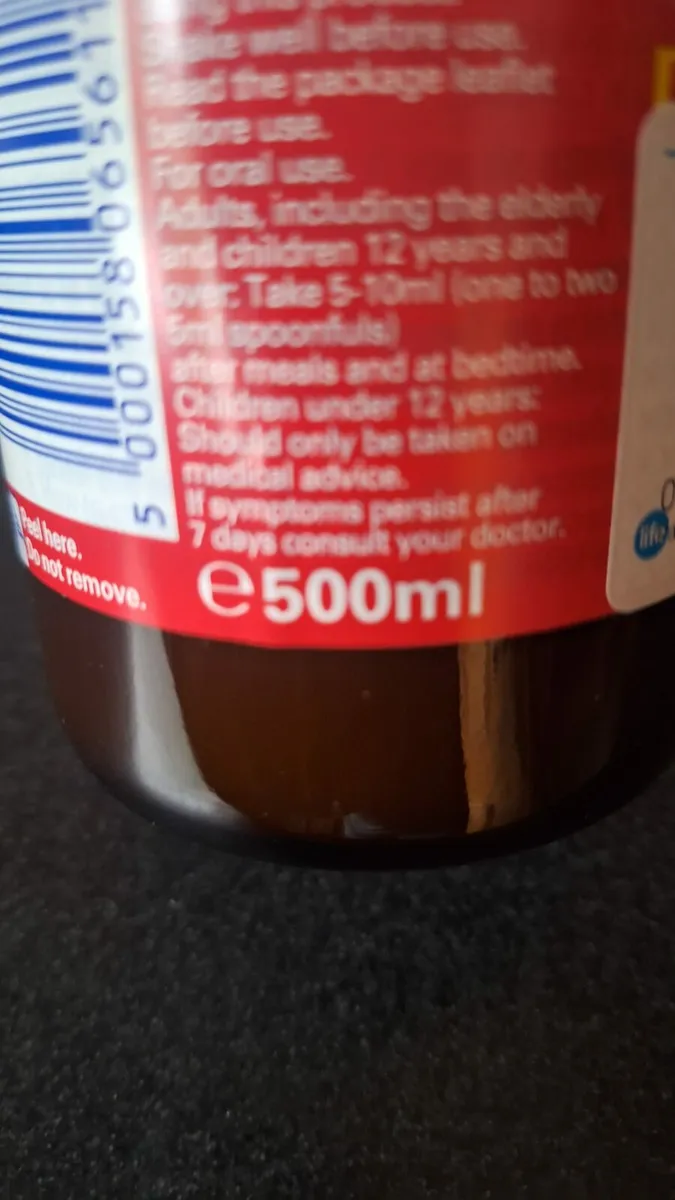 Shake well before use.
Read the package leaflet
before use.
For oral use.
Adults, including the elderly
and children 12 years and
over: Take 5-10ml (one to two
5ml spoonfuls)
after meals and at bedtime.
Children under 12 years:
Should only be taken on
medical advice.
If symptoms persist after
7 days consult your doctor.
e500ml
Peel here.
Do not remove.
5 000158 06561
life